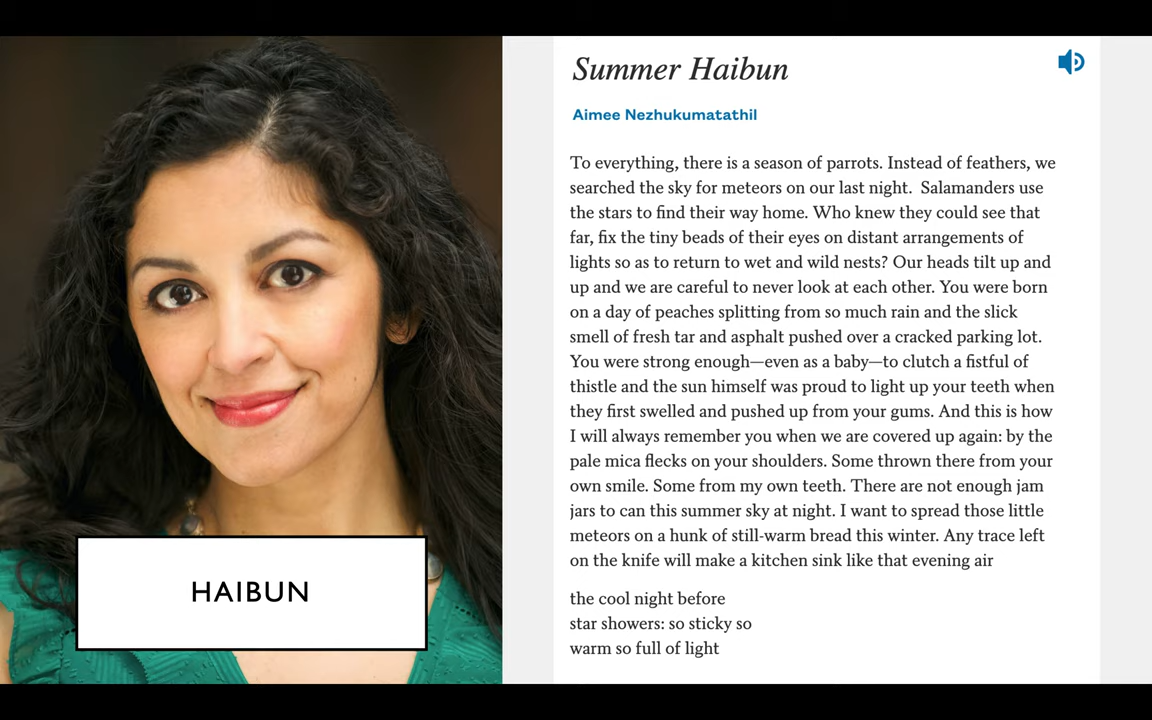 HAIBUN
Summer Haibun
Aimee Nezhukumatathil
To everything, there is a season of parrots. Instead of feathers, we
searched the sky for meteors on our last night.  Salamanders use
the stars to find their way home. Who knew they could see that
far, fix the tiny beads of their eyes on distant arrangements of
lights so as to return to wet and wild nests? Our heads tilt up and
up and we are careful to never look at each other. You were born
on a day of peaches splitting from so much rain and the slick
smell of fresh tar and asphalt pushed over a cracked parking lot.
You were strong enough—even as a baby—to clutch a fistful of
thistle and the sun himself was proud to light up your teeth when
they first swelled and pushed up from your gums. And this is how
I will always remember you when we are covered up again: by the
pale mica flecks on your shoulders. Some thrown there from your
own smile. Some from my own teeth. There are not enough jam
jars to can this summer sky at night. I want to spread those little
meteors on a hunk of still-warm bread this winter. Any trace left
on the knife will make a kitchen sink like that evening air
the cool night before
star showers: so sticky so
warm so full of light